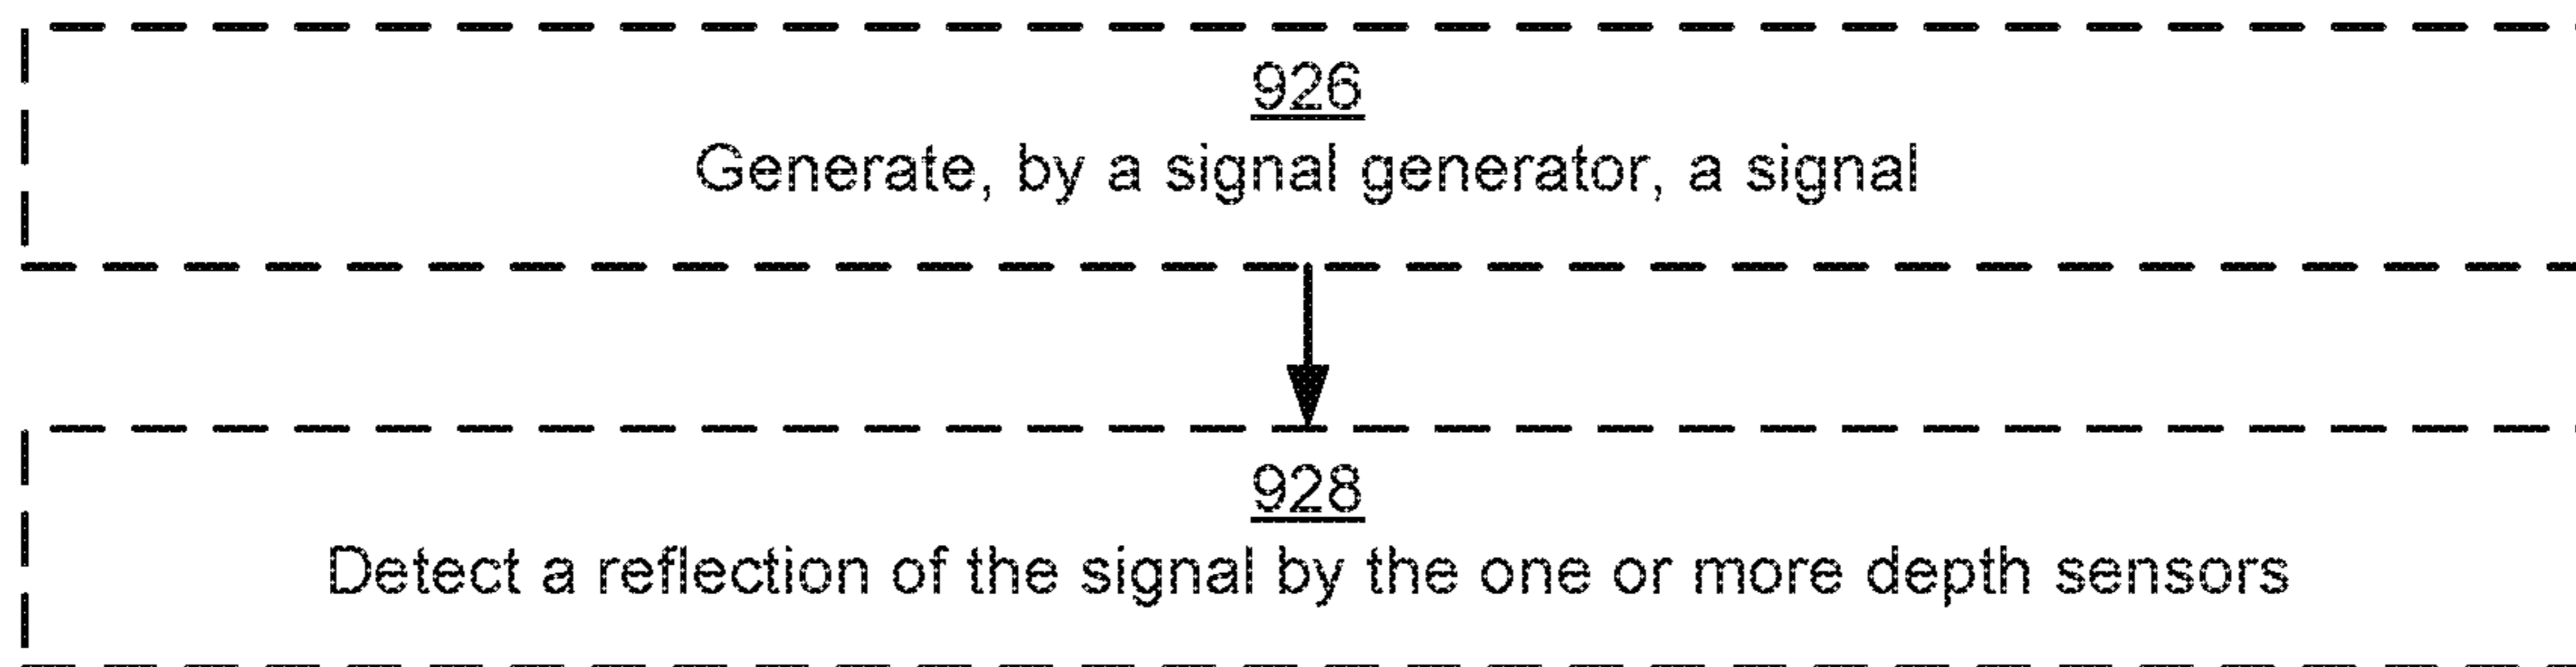 926
Generate, by a signal generator, a signal
928
Detect a reflection of the signal by the one or more depth sensors